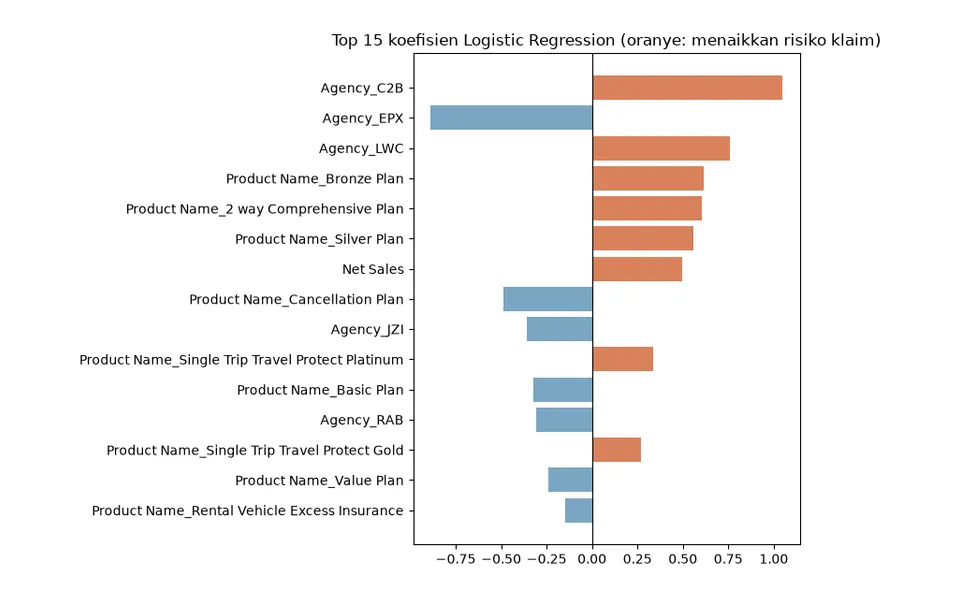 Top 15 koefisien Logistic Regression (oranye: menaikkan risiko klaim)
Agency_C2B
Agency_EPX
Agency_LWC
Product Name_Bronze Plan
Product Name_2 way Comprehensive Plan
Product Name_Silver Plan
Net Sales
Product Name_Cancellation Plan
Agency_JZI
Product Name_Single Trip Travel Protect Platinum
Product Name_Basic Plan
Agency_RAB
Product Name_Single Trip Travel Protect Gold
Product Name_Value Plan
Product Name_Rental Vehicle Excess Insurance
−0.75 −0.50 −0.25 0.00 0.25 0.50 0.75 1.00